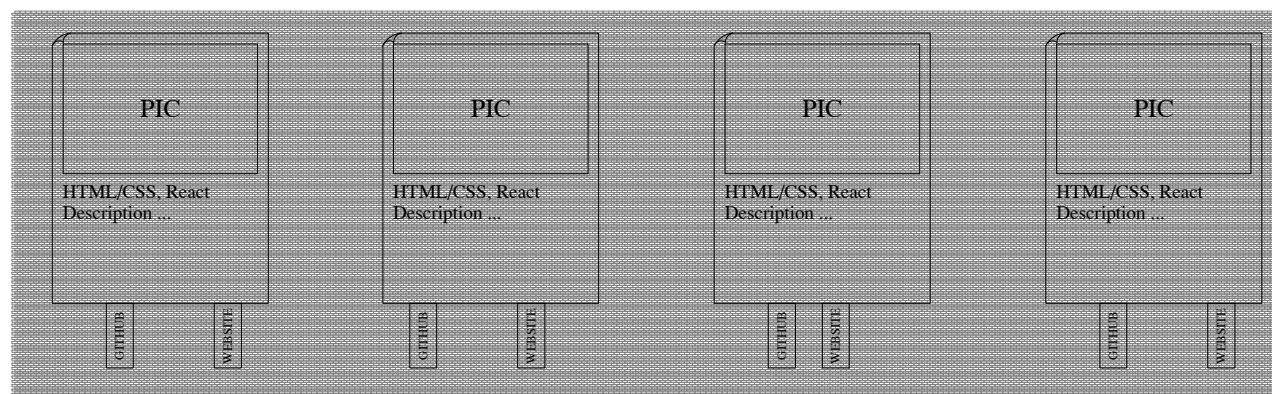 PIC
HTML/CSS, React
Description ...
GITHUB
WEBSITE
PIC
HTML/CSS, React
Description ...
GITHUB
WEBSITE
PIC
HTML/CSS, React
Description ...
GITHUB
WEBSITE
PIC
HTML/CSS, React
Description ...
GITHUB
WEBSITE